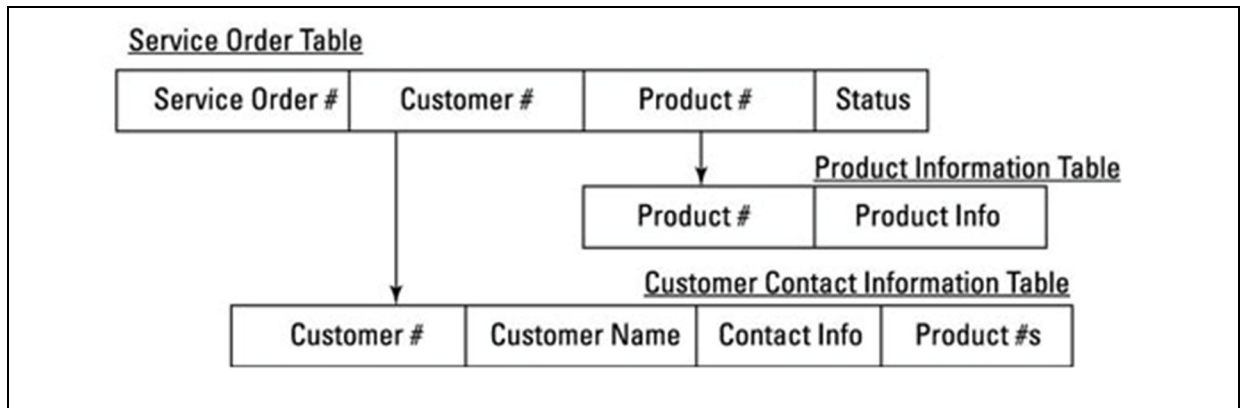 Service Order Table
Service Order # Customer # Product # Status
Product Information Table
Product # Product Info
Customer Contact Information Table
Customer # Customer Name Contact Info Product #s